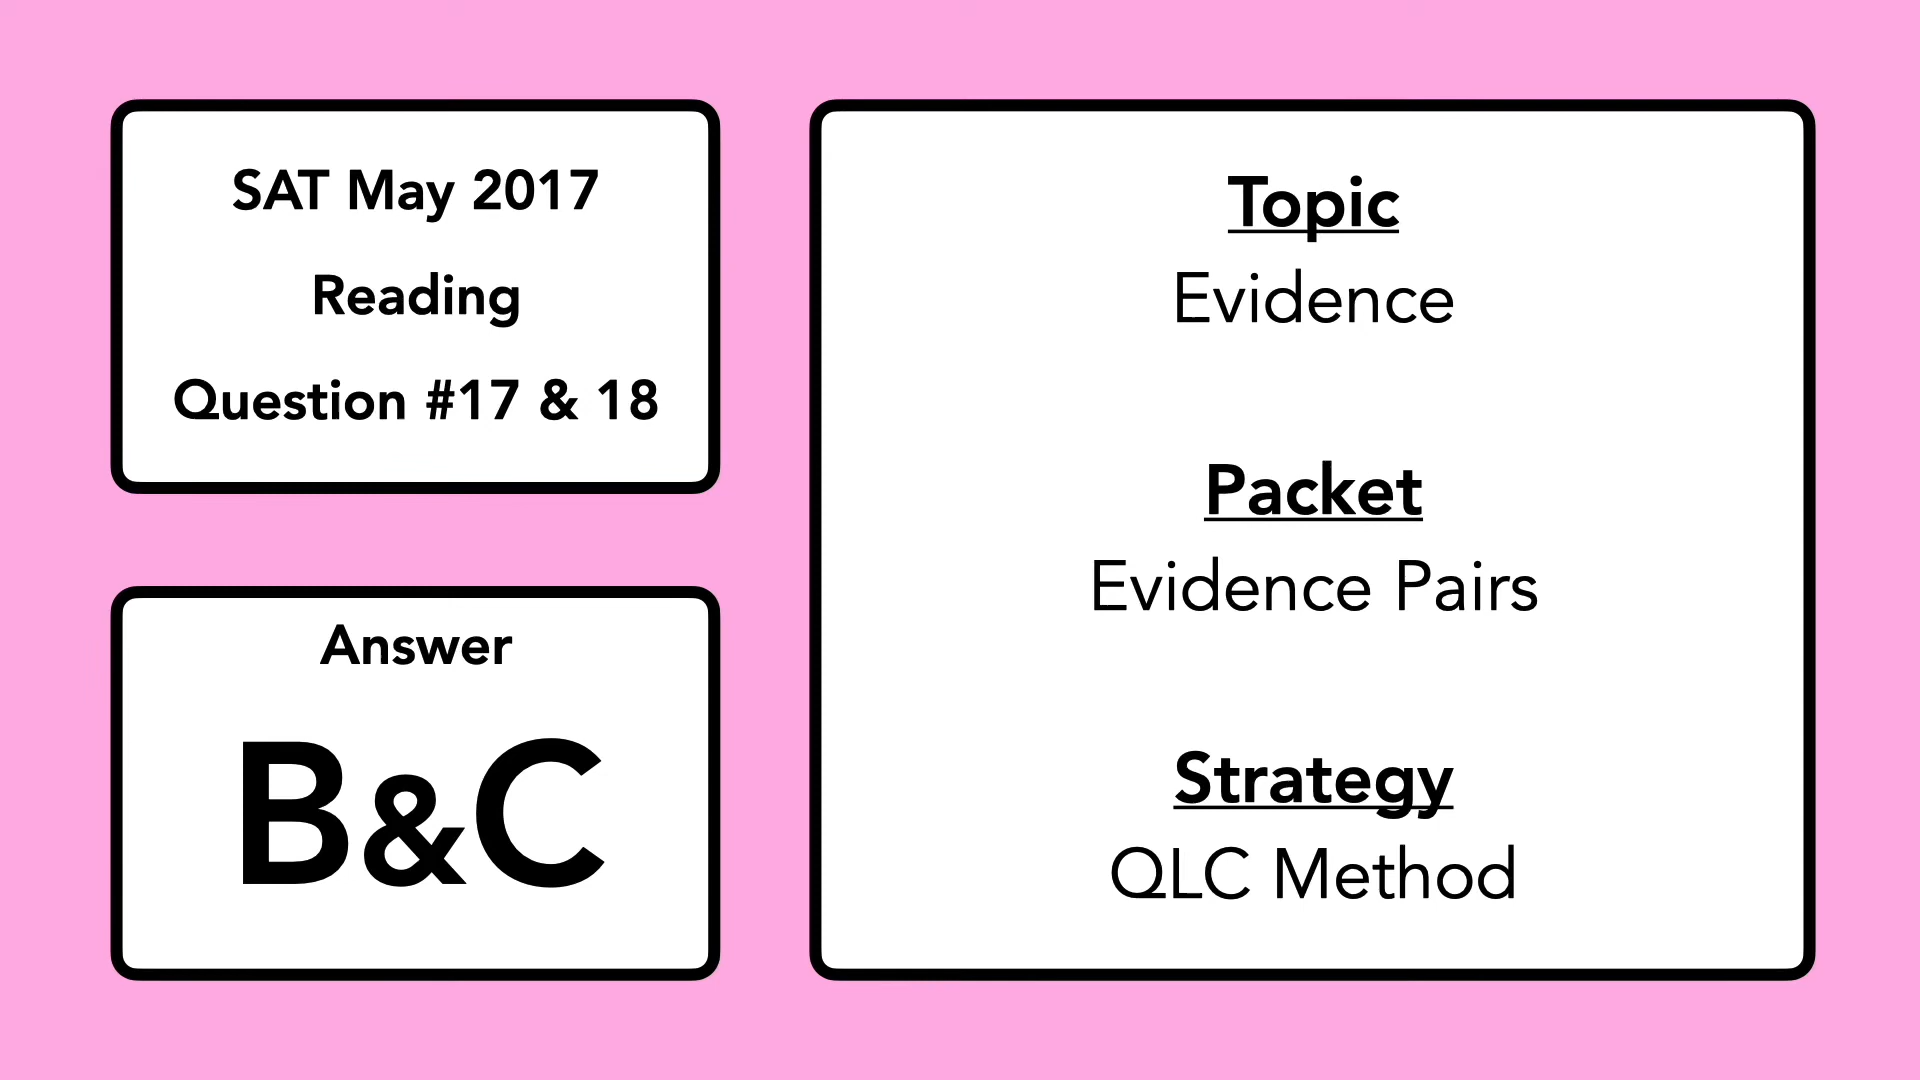 SAT May 2017
Reading
Question #17 & 18
Answer
B&C
Topic
Evidence
Packet
Evidence Pairs
Strategy
QLC Method